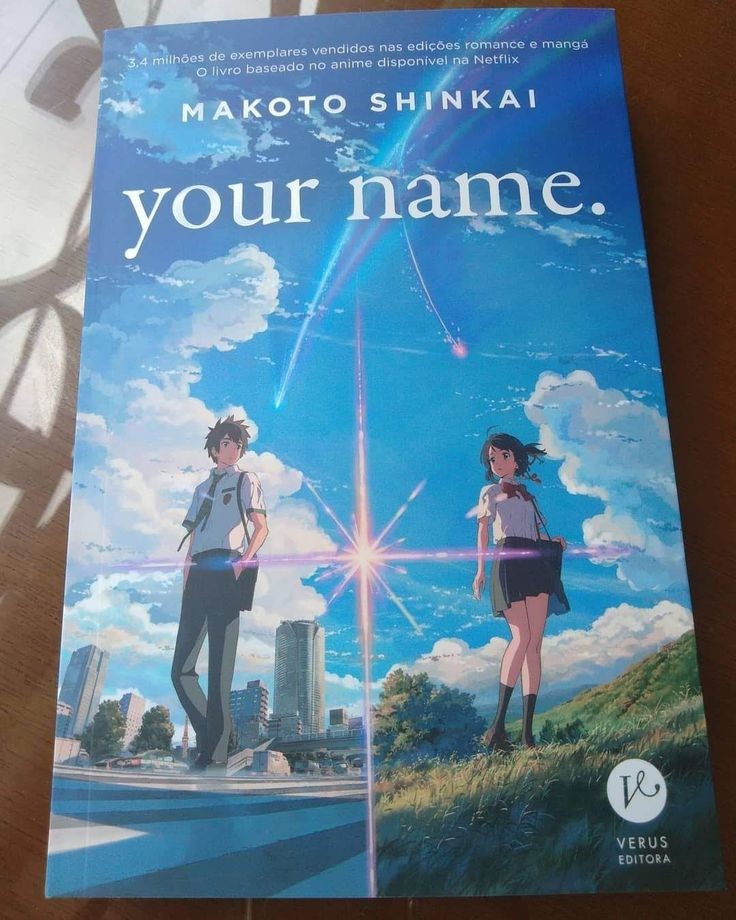 3,4 milhões de exemplares vendidos nas edições romance e mangá
O livro baseado no anime disponível na Netflix
MAKOTO SHINKAI
your name.
VERUS
EDITORA